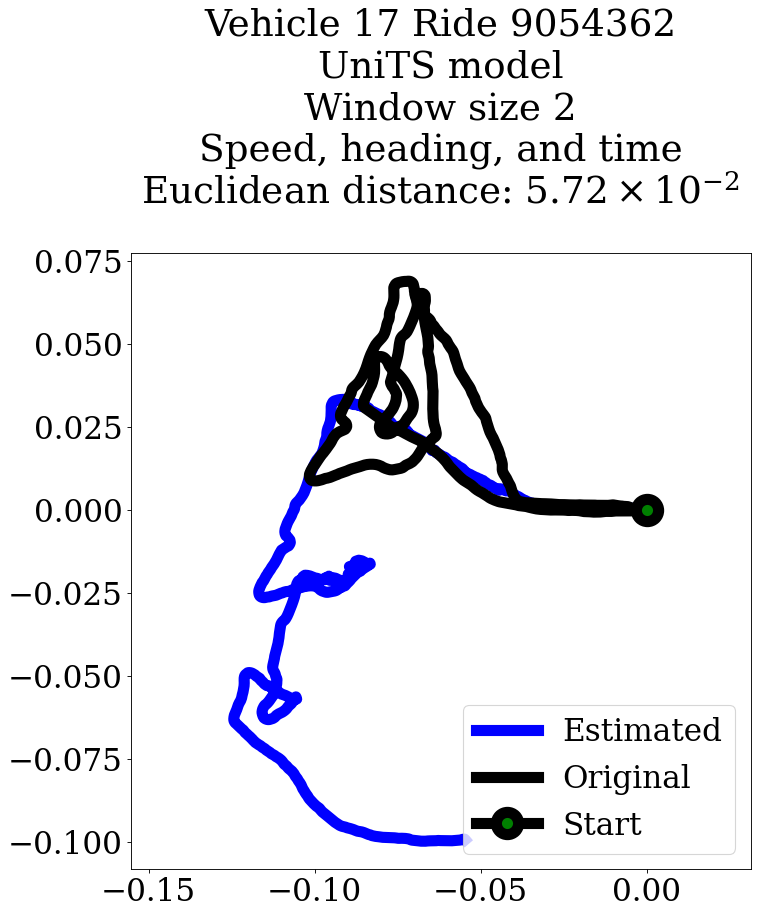 Vehicle 17 Ride 9054362
UniTS model
Window size 2
Speed, heading, and time
Euclidean distance: 5.72 × 10⁻²
0.075
0.050
0.025
0.000
−0.025
−0.050
−0.075
−0.100
Estimated
Original
Start
−0.15 −0.10 −0.05 0.00